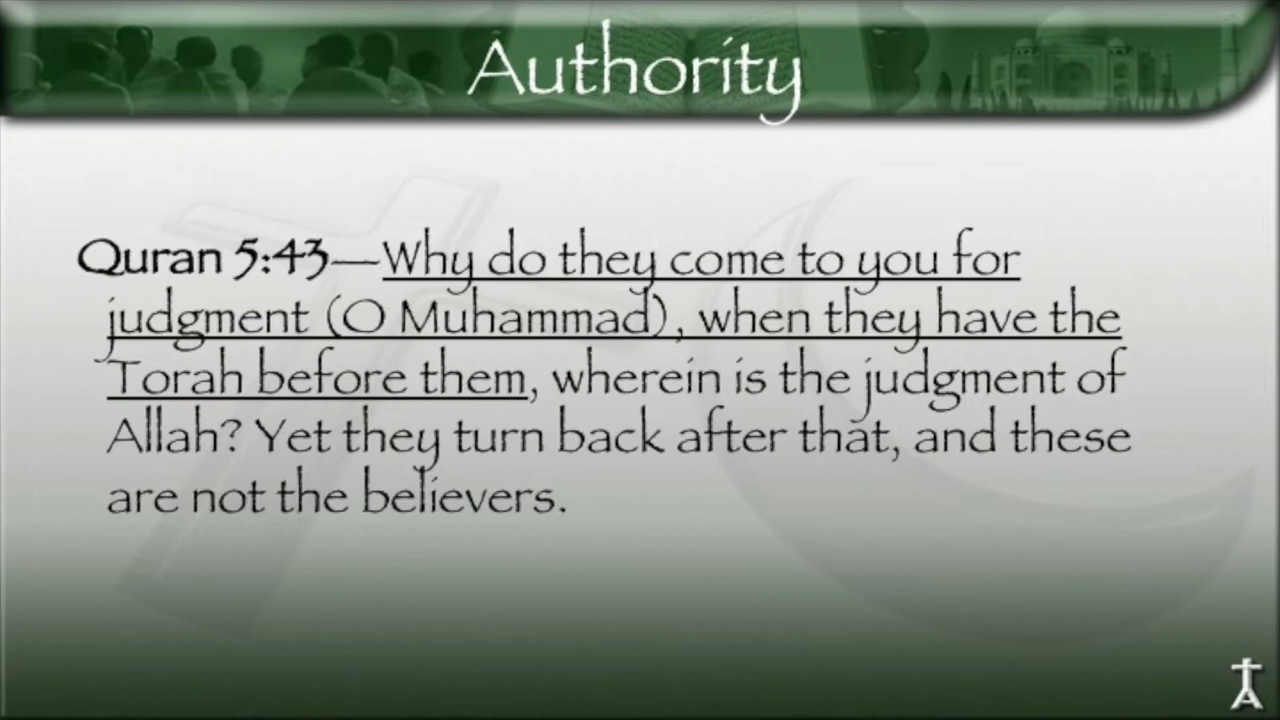 Authority
Quran 5:43—Why do they come to you for
judgment (O Muhammad), when they have the
Torah before them, wherein is the judgment of
Allah? Yet they turn back after that, and these
are not the believers.